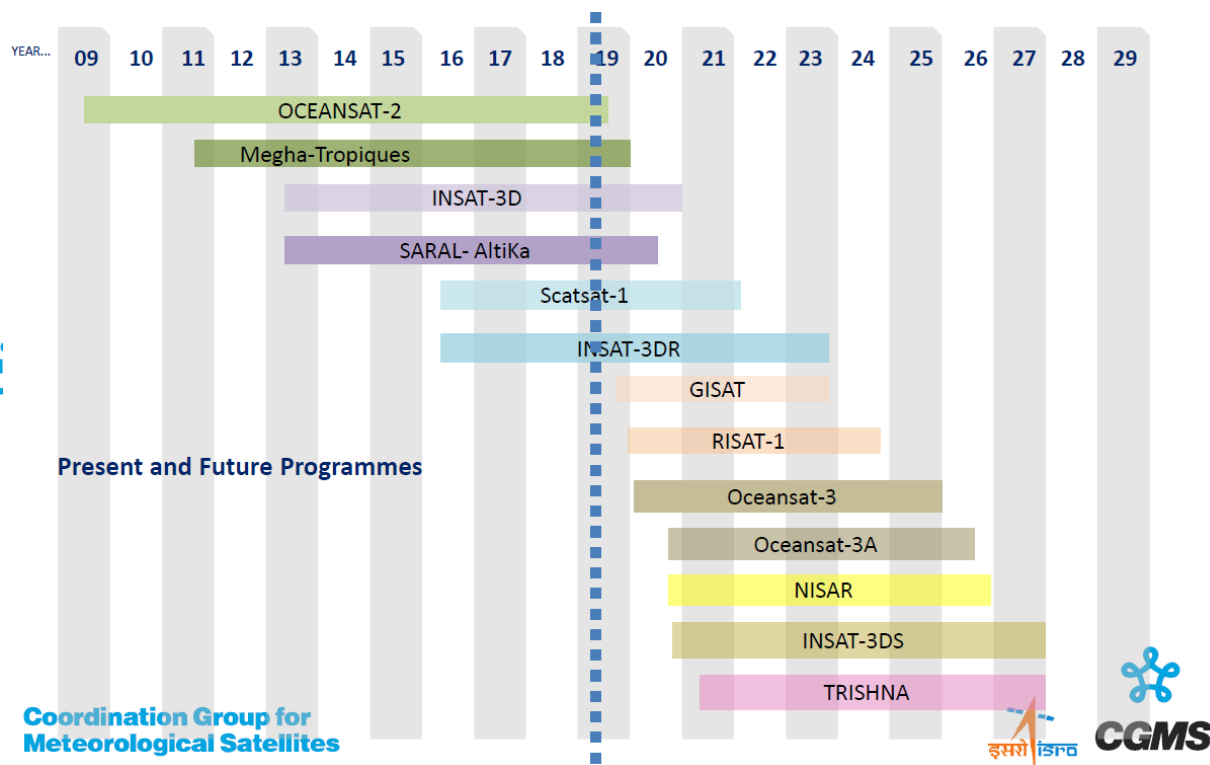 YEAR... 09 10 11 12 13 14 15 16 17 18 19 20 21 22 23 24 25 26 27 28 29
OCEANSAT-2
Megha-Tropiques
INSAT-3D
SARAL- AltiKa
Scatsat-1
INSAT-3DR
GISAT
RISAT-1
Present and Future Programmes
Oceansat-3
Oceansat-3A
NISAR
INSAT-3DS
TRISHNA
Coordination Group for
Meteorological Satellites
इसरो isro
CGMS